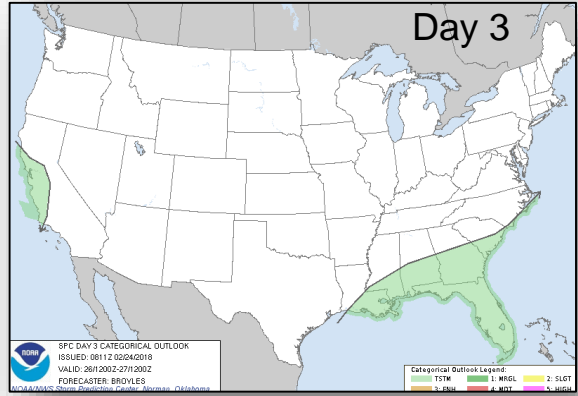 Day 3
NOAA
SPC DAY 3 CATEGORICAL OUTLOOK
ISSUED: 0811Z 02/24/2018
VALID: 26/1200Z-27/1200Z
FORECASTER: BROYLES
NOAA/NWS Storm Prediction Center, Norman, Oklahoma
Categorical Outlook Legend:
TSTM 1: MRGL 2: SLGT
3: ENH 4: MDT 5: HIGH